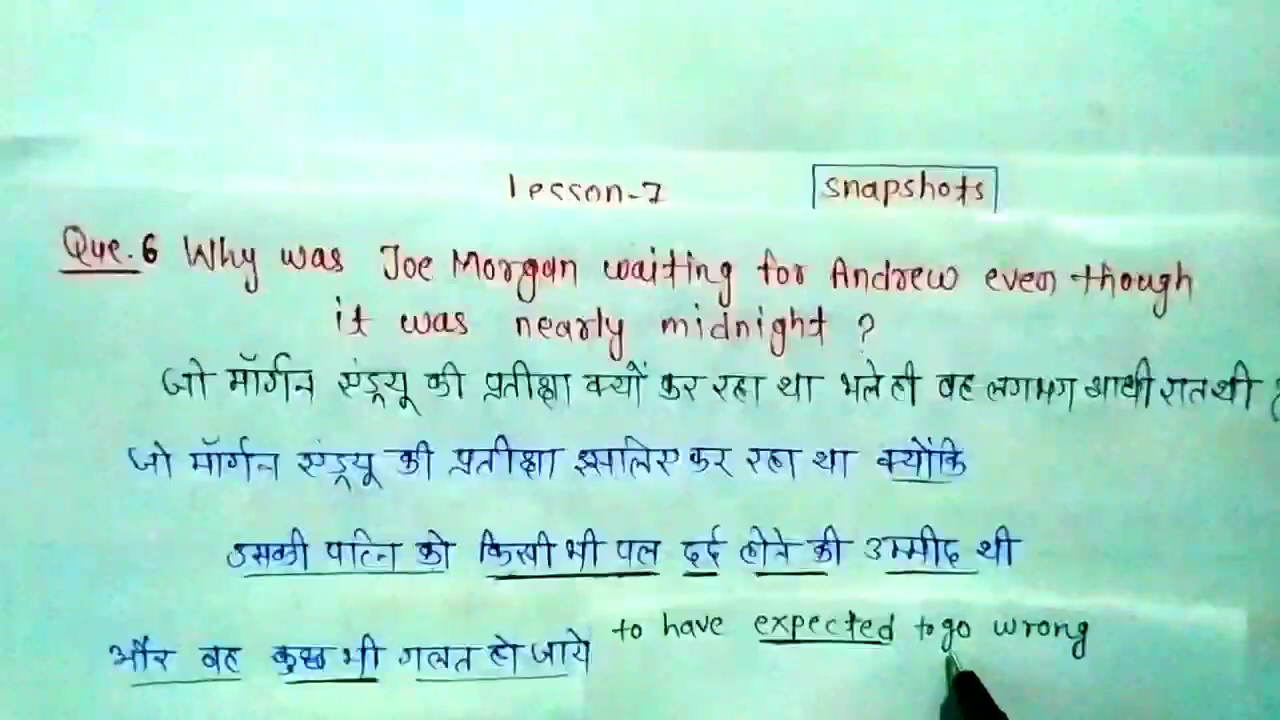 lesson-7 snapshots
Que.6 Why was Joe Morgan waiting for Andrew even though
it was nearly midnight ?
जो मॉर्गन एंड्र्यू की प्रतीक्षा क्यों कर रहा था भले ही वह लगभग आधी रात थी ?
जो मॉर्गन एंड्र्यू की प्रतीक्षा इसलिए कर रहा था क्योंकि
उसकी पत्नि को किसी भी पल दर्द होने की उम्मीद थी
और वह कुछ भी गलत हो जाये to have expected to go wrong